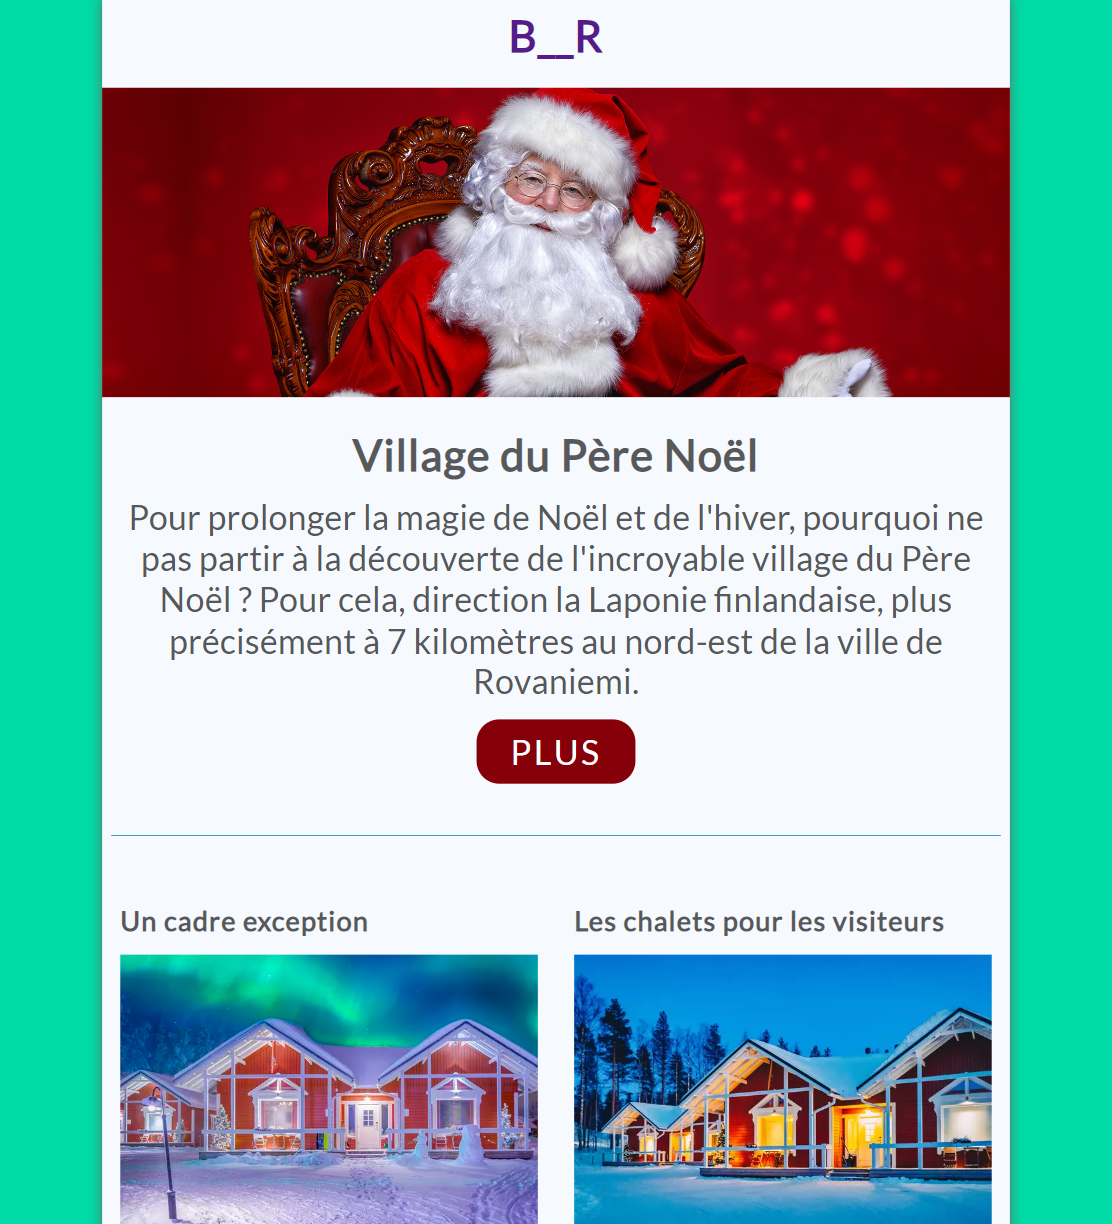 B__R
Village du Père Noël
Pour prolonger la magie de Noël et de l'hiver, pourquoi ne
pas partir à la découverte de l'incroyable village du Père
Noël ? Pour cela, direction la Laponie finlandaise, plus
précisément à 7 kilomètres au nord-est de la ville de
Rovaniemi.
PLUS
Un cadre exception
Les chalets pour les visiteurs